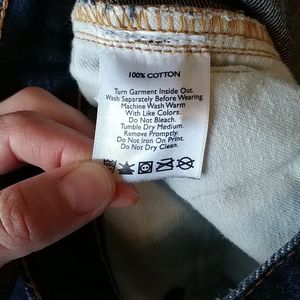 100% COTTON
Turn Garment Inside Out.
Wash Separately Before Wearing.
Machine Wash Warm
With Like Colors.
Do Not Bleach.
Tumble Dry Medium.
Remove Promptly.
Do Not Iron On Print.
Do Not Dry Clean.